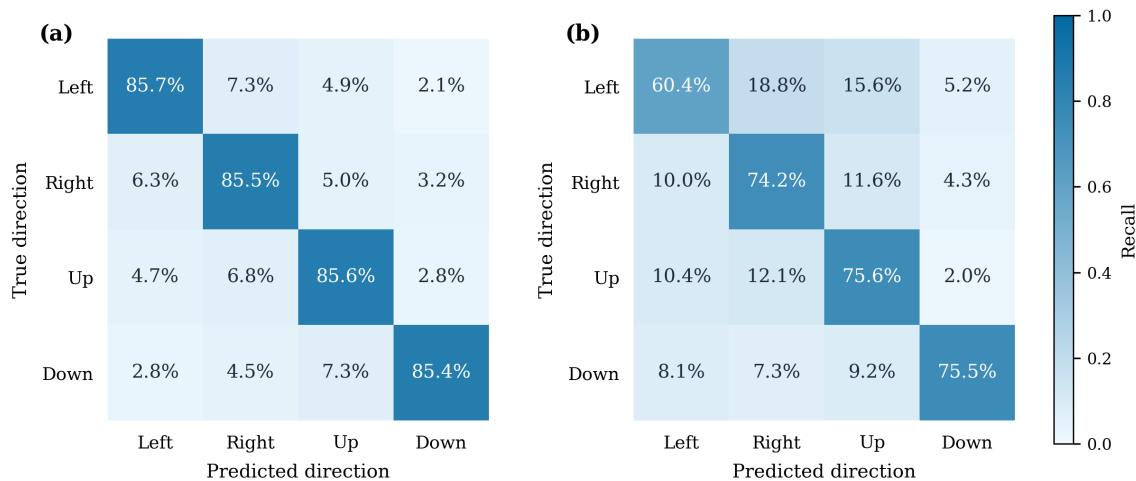 (a)
Left 85.7% 7.3% 4.9% 2.1%
Right 6.3% 85.5% 5.0% 3.2%
Up 4.7% 6.8% 85.6% 2.8%
Down 2.8% 4.5% 7.3% 85.4%
Left Right Up Down
Predicted direction
True direction
(b)
Left 60.4% 18.8% 15.6% 5.2%
Right 10.0% 74.2% 11.6% 4.3%
Up 10.4% 12.1% 75.6% 2.0%
Down 8.1% 7.3% 9.2% 75.5%
Left Right Up Down
Predicted direction
True direction
1.0
0.8
0.6
0.4
0.2
0.0
Recall